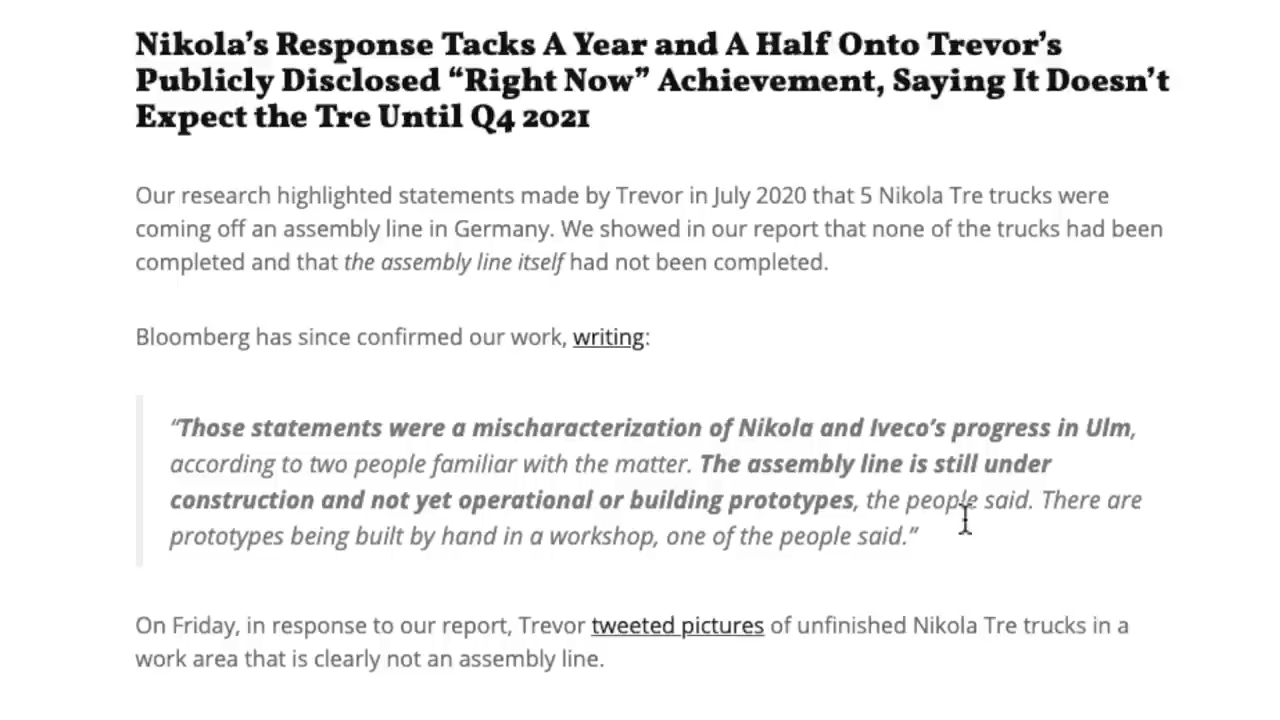 Nikola’s Response Tacks A Year and A Half Onto Trevor’s
Publicly Disclosed “Right Now” Achievement, Saying It Doesn’t
Expect the Tre Until Q4 2021
Our research highlighted statements made by Trevor in July 2020 that 5 Nikola Tre trucks were
coming off an assembly line in Germany. We showed in our report that none of the trucks had been
completed and that the assembly line itself had not been completed.
Bloomberg has since confirmed our work, writing:
“Those statements were a mischaracterization of Nikola and Iveco’s progress in Ulm,
according to two people familiar with the matter. The assembly line is still under
construction and not yet operational or building prototypes, the people said. There are
prototypes being built by hand in a workshop, one of the people said.”
On Friday, in response to our report, Trevor tweeted pictures of unfinished Nikola Tre trucks in a
work area that is clearly not an assembly line.